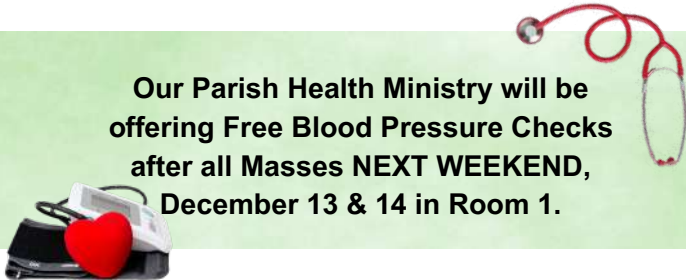 Our Parish Health Ministry will be
offering Free Blood Pressure Checks
after all Masses NEXT WEEKEND,
December 13 & 14 in Room 1.